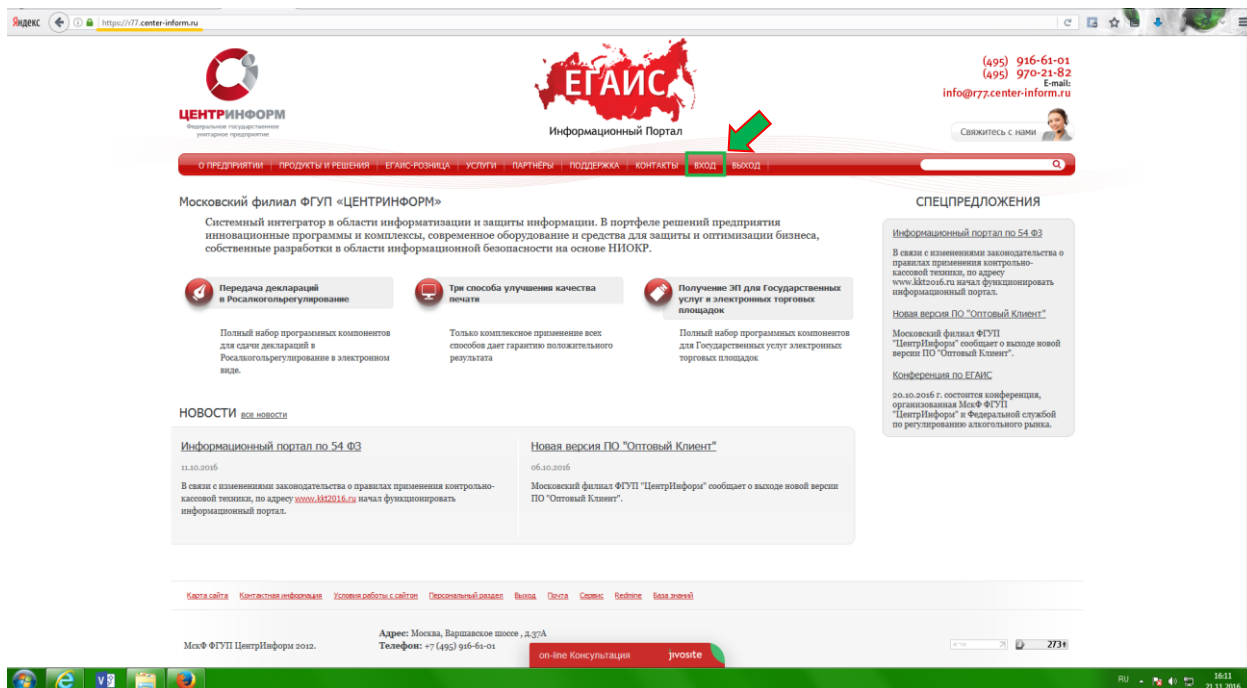 Яндекс
https://r77.center-inform.ru
ЦЕНТРИНФОРМ
Федеральное государственное
унитарное предприятие
ЕГАИС
Информационный Портал
(495) 916-61-01
(495) 970-21-82
E-mail:
info@r77.center-inform.ru
Свяжитесь с нами
О ПРЕДПРИЯТИИ | ПРОДУКТЫ И РЕШЕНИЯ | ЕГАИС-РОЗНИЦА | УСЛУГИ | ПАРТНЁРЫ | ПОДДЕРЖКА | КОНТАКТЫ | ВХОД | ВЫХОД |
Московский филиал ФГУП «ЦЕНТРИНФОРМ»
Системный интегратор в области информатизации и защиты информации. В портфеле решений предприятия
инновационные программы и комплексы, современное оборудование и средства для защиты и оптимизации бизнеса,
собственные разработки в области информационной безопасности на основе НИОКР.
Передача деклараций
в Росалкогольрегулирование
Полный набор программных компонентов
для сдачи деклараций в
Росалкогольрегулирование в электронном
виде.
Три способа улучшения качества
печати
Только комплексное применение всех
способов дает гарантию положительного
результата
Получение ЭП для Государственных
услуг и электронных торговых
площадок
Полный набор программных компонентов
для Государственных услуг электронных
торговых площадок
СПЕЦПРЕДЛОЖЕНИЯ
Информационный портал по 54 ФЗ
В связи с изменениями законодательства о
правилах применения контрольно-
кассовой техники, по адресу
www.kkt2016.ru начал функционировать
информационный портал.
Новая версия ПО "Оптовый Клиент"
Московский филиал ФГУП
"ЦентрИнформ" сообщает о выходе новой
версии ПО "Оптовый Клиент".
Конференция по ЕГАИС
20.10.2016 г. состоится конференция,
организованная МскФ ФГУП
"ЦентрИнформ" и Федеральной службой
по регулированию алкогольного рынка.
НОВОСТИ все новости
Информационный портал по 54 ФЗ
11.10.2016
В связи с изменениями законодательства о правилах применения контрольно-
кассовой техники, по адресу www.kkt2016.ru начал функционировать
информационный портал.
Новая версия ПО "Оптовый Клиент"
06.10.2016
Московский филиал ФГУП "ЦентрИнформ" сообщает о выходе новой версии
ПО "Оптовый Клиент".
Карта сайта Контактная информация Условия работы с сайтом Персональный раздел Выход Почта Сервис Redmine База знаний
МскФ ФГУП ЦентрИнформ 2012.
Адрес: Москва, Варшавское шоссе , д.37А
Телефон: +7 (495) 916-61-01
on-line Консультация jivosite
273
RU
16:11
21.11.2016